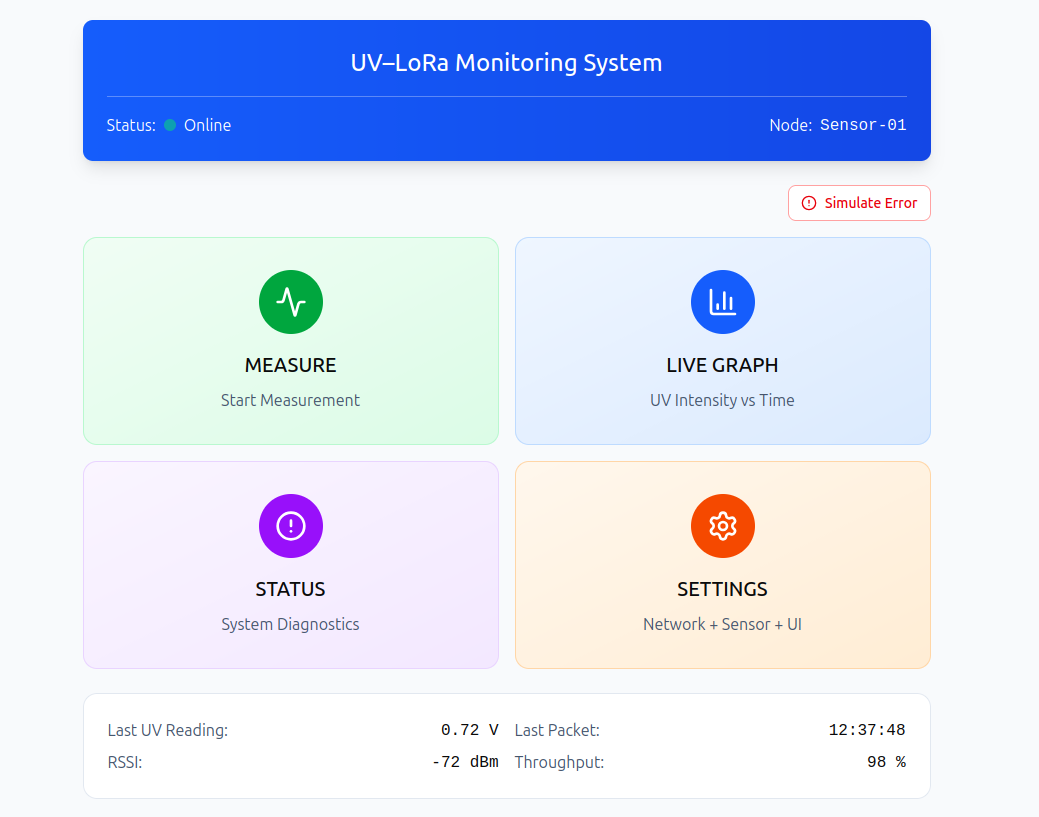 UV–LoRa Monitoring System
Status: Online
Node: Sensor-01
Simulate Error
MEASURE
Start Measurement
LIVE GRAPH
UV Intensity vs Time
STATUS
System Diagnostics
SETTINGS
Network + Sensor + UI
Last UV Reading: 0.72 V
Last Packet: 12:37:48
RSSI: -72 dBm
Throughput: 98 %